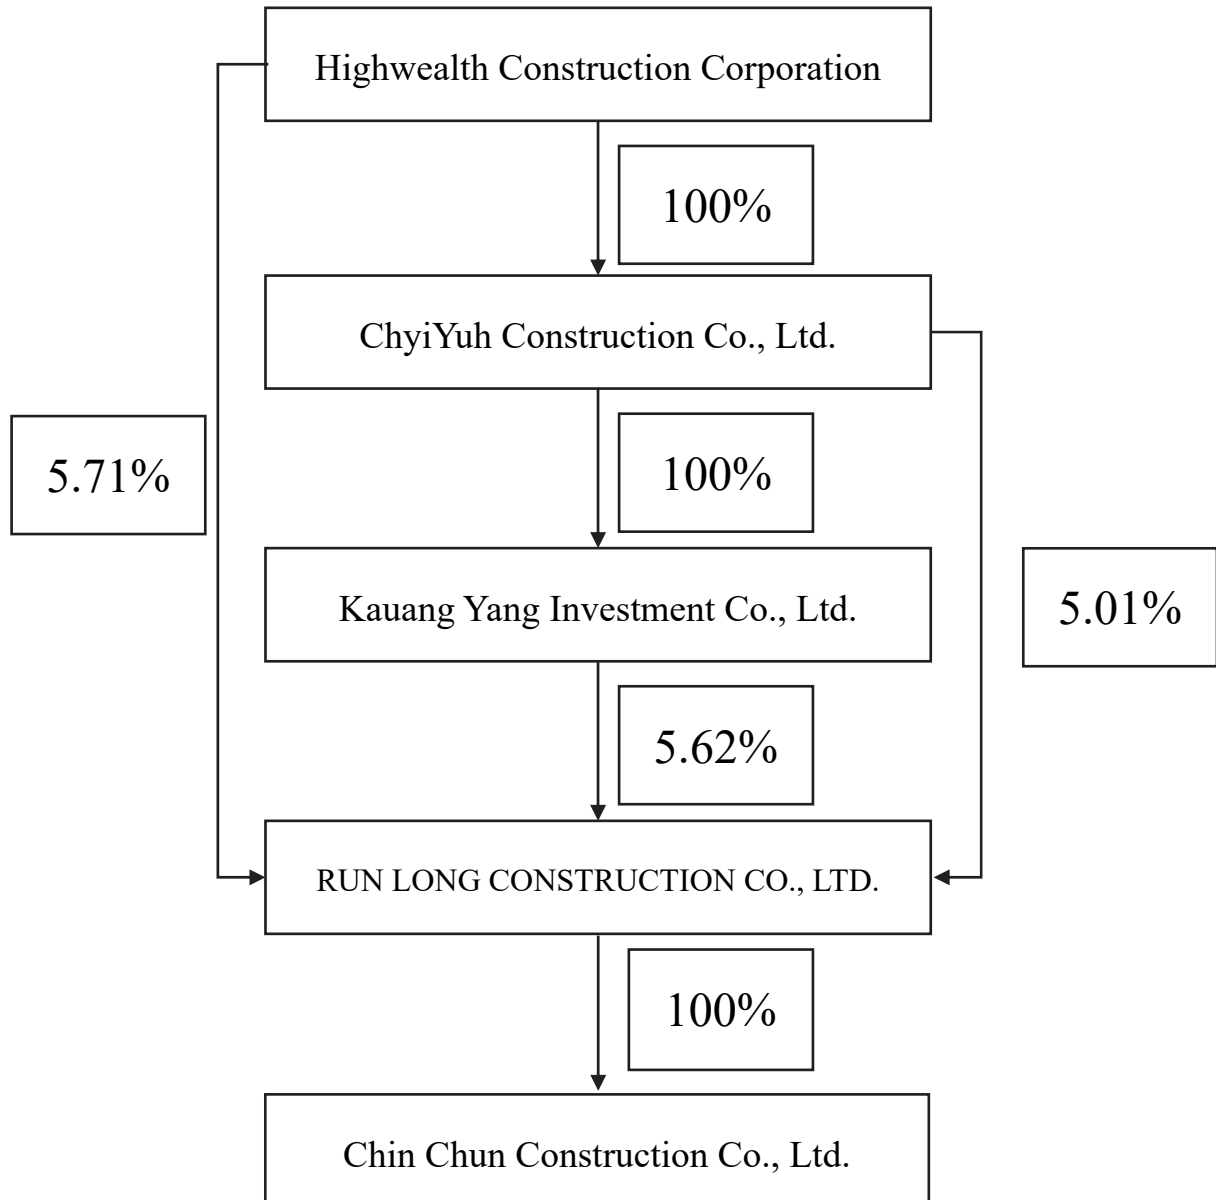 Highwealth Construction Corporation
100%
ChyiYuh Construction Co., Ltd.
5.71%
100%
Kauang Yang Investment Co., Ltd.
5.01%
5.62%
RUN LONG CONSTRUCTION CO., LTD.
100%
Chin Chun Construction Co., Ltd.